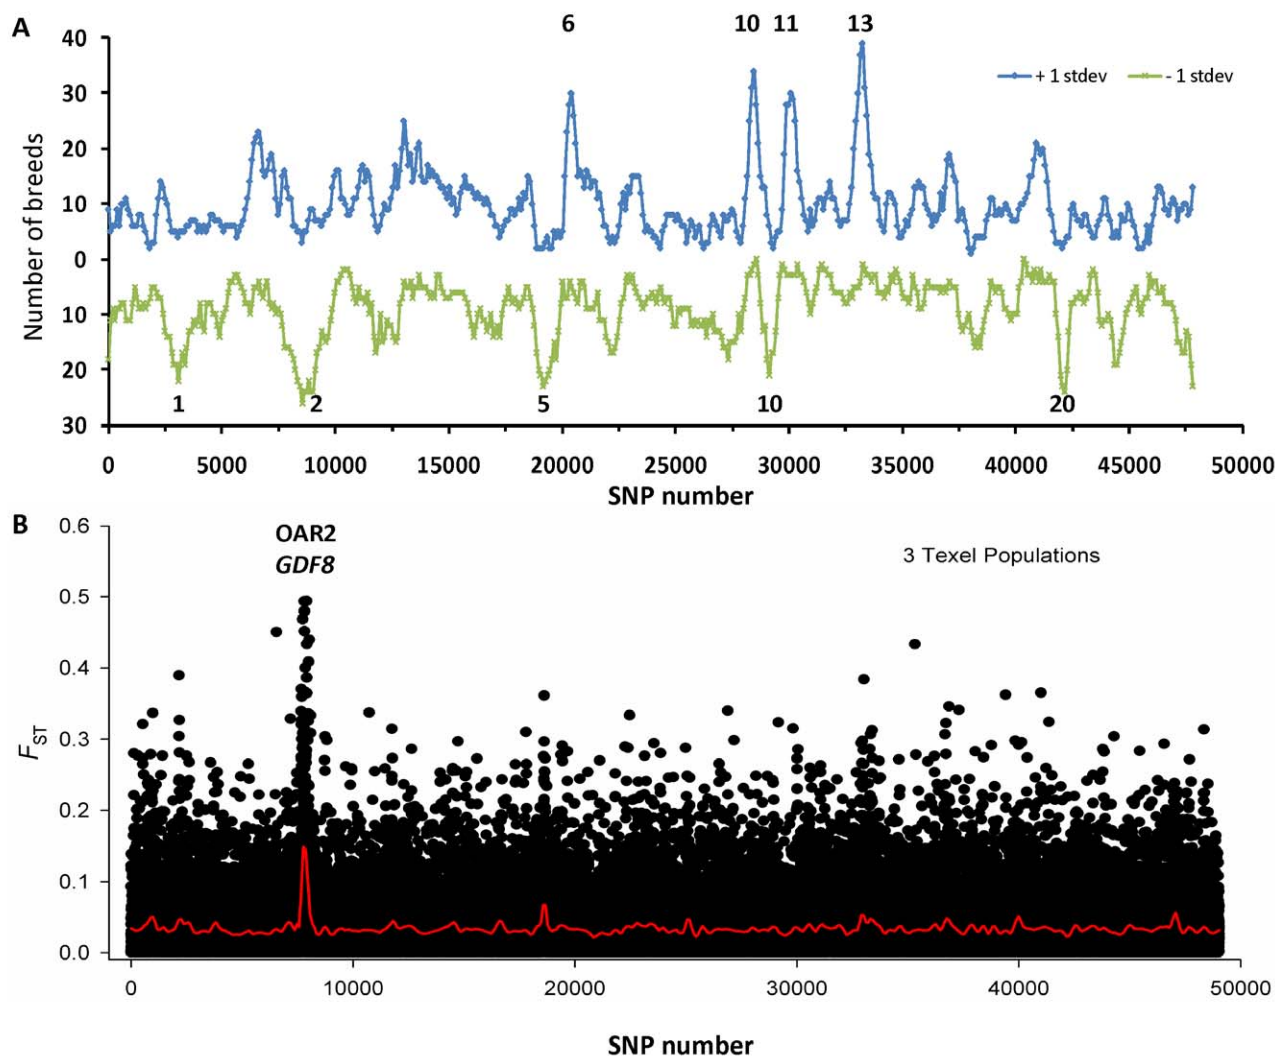 A
6 10 11 13
+ 1 stdev - 1 stdev
Number of breeds
40
30
20
10
0
10
20
30
1 2 5 10 20
0 5000 10000 15000 20000 25000 30000 35000 40000 45000 50000
SNP number
B
OAR2
GDF8
3 Texel Populations
FST
0.6
0.5
0.4
0.3
0.2
0.1
0.0
0 10000 20000 30000 40000 50000
SNP number